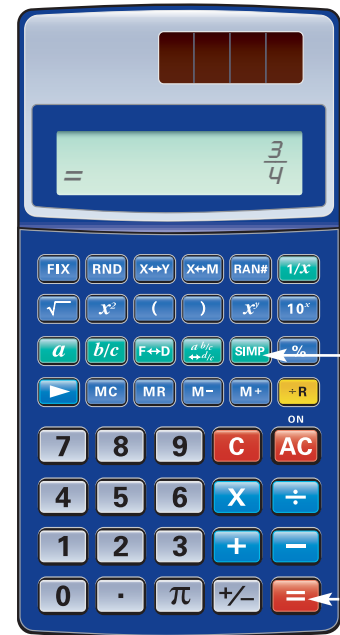 = 3/4
FIX RND X↔Y X↔M RAN# 1/x
√ x² ( ) xʸ 10ˣ
a b/c F↔D a b/c ↔ d/c SIMP %
▶ MC MR M− M+ ÷R
ON
7 8 9 C AC
4 5 6 X ÷
1 2 3 + −
0 · π +/− =